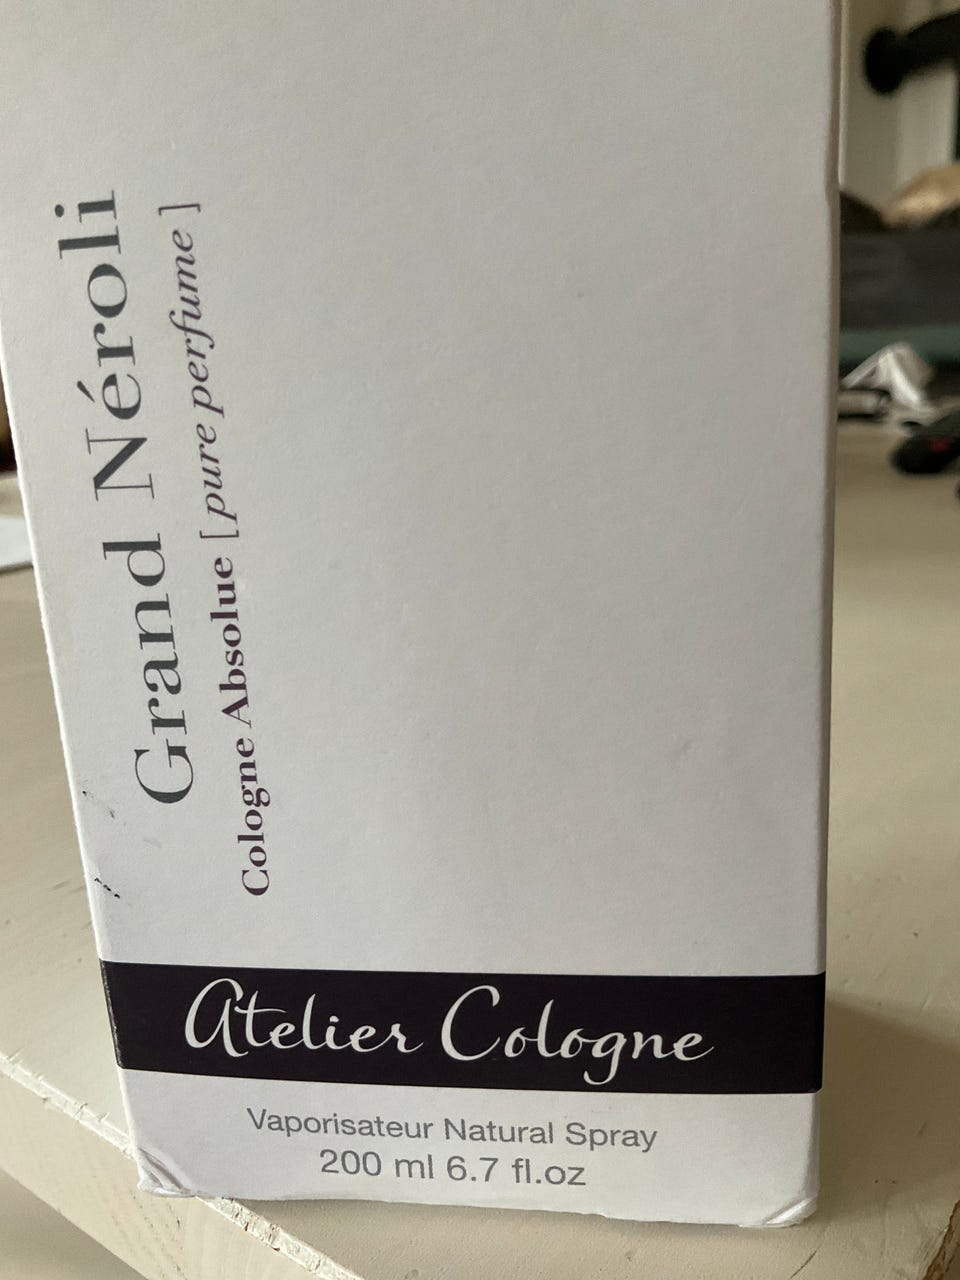 Grand Néroli
Cologne Absolue [pure perfume]
Atelier Cologne
Vaporisateur Natural Spray
200 ml 6.7 fl.oz